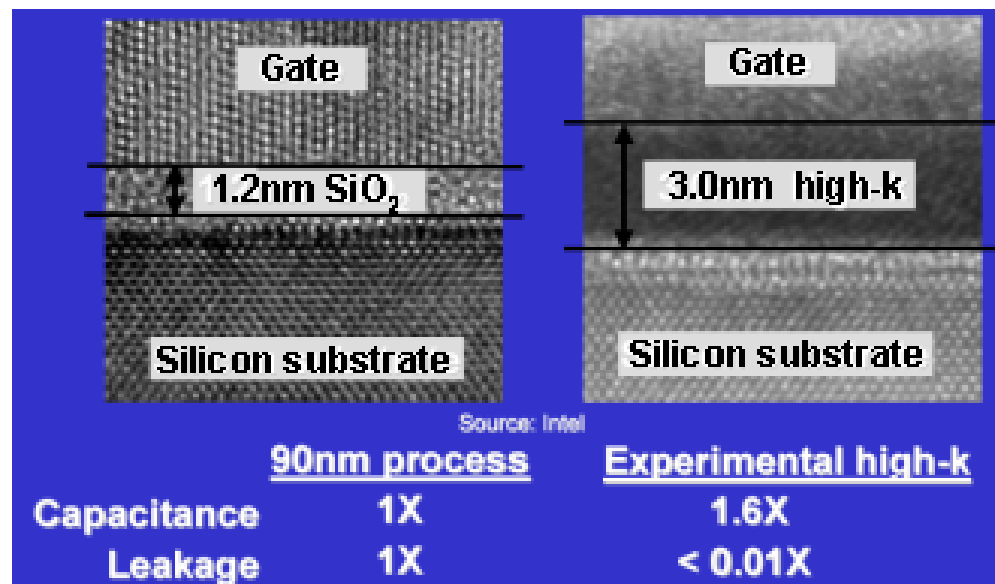 Gate
1.2nm SiO₂
Silicon substrate
Gate
3.0nm high-k
Silicon substrate
Source: Intel
90nm process Experimental high-k
Capacitance 1X 1.6X
Leakage 1X < 0.01X